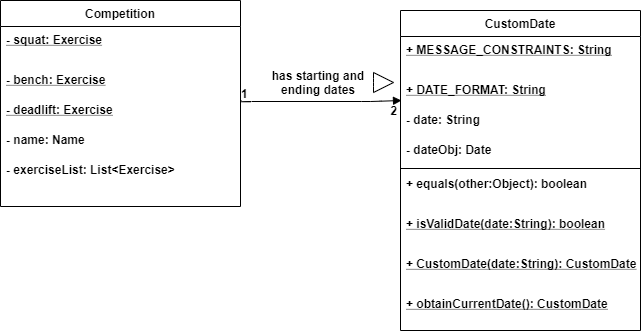 Competition
- squat: Exercise
- bench: Exercise
- deadlift: Exercise
- name: Name
- exerciseList: List<Exercise>
has starting and
ending dates
1
2
CustomDate
+ MESSAGE_CONSTRAINTS: String
+ DATE_FORMAT: String
- date: String
- dateObj: Date
+ equals(other:Object): boolean
+ isValidDate(date:String): boolean
+ CustomDate(date:String): CustomDate
+ obtainCurrentDate(): CustomDate